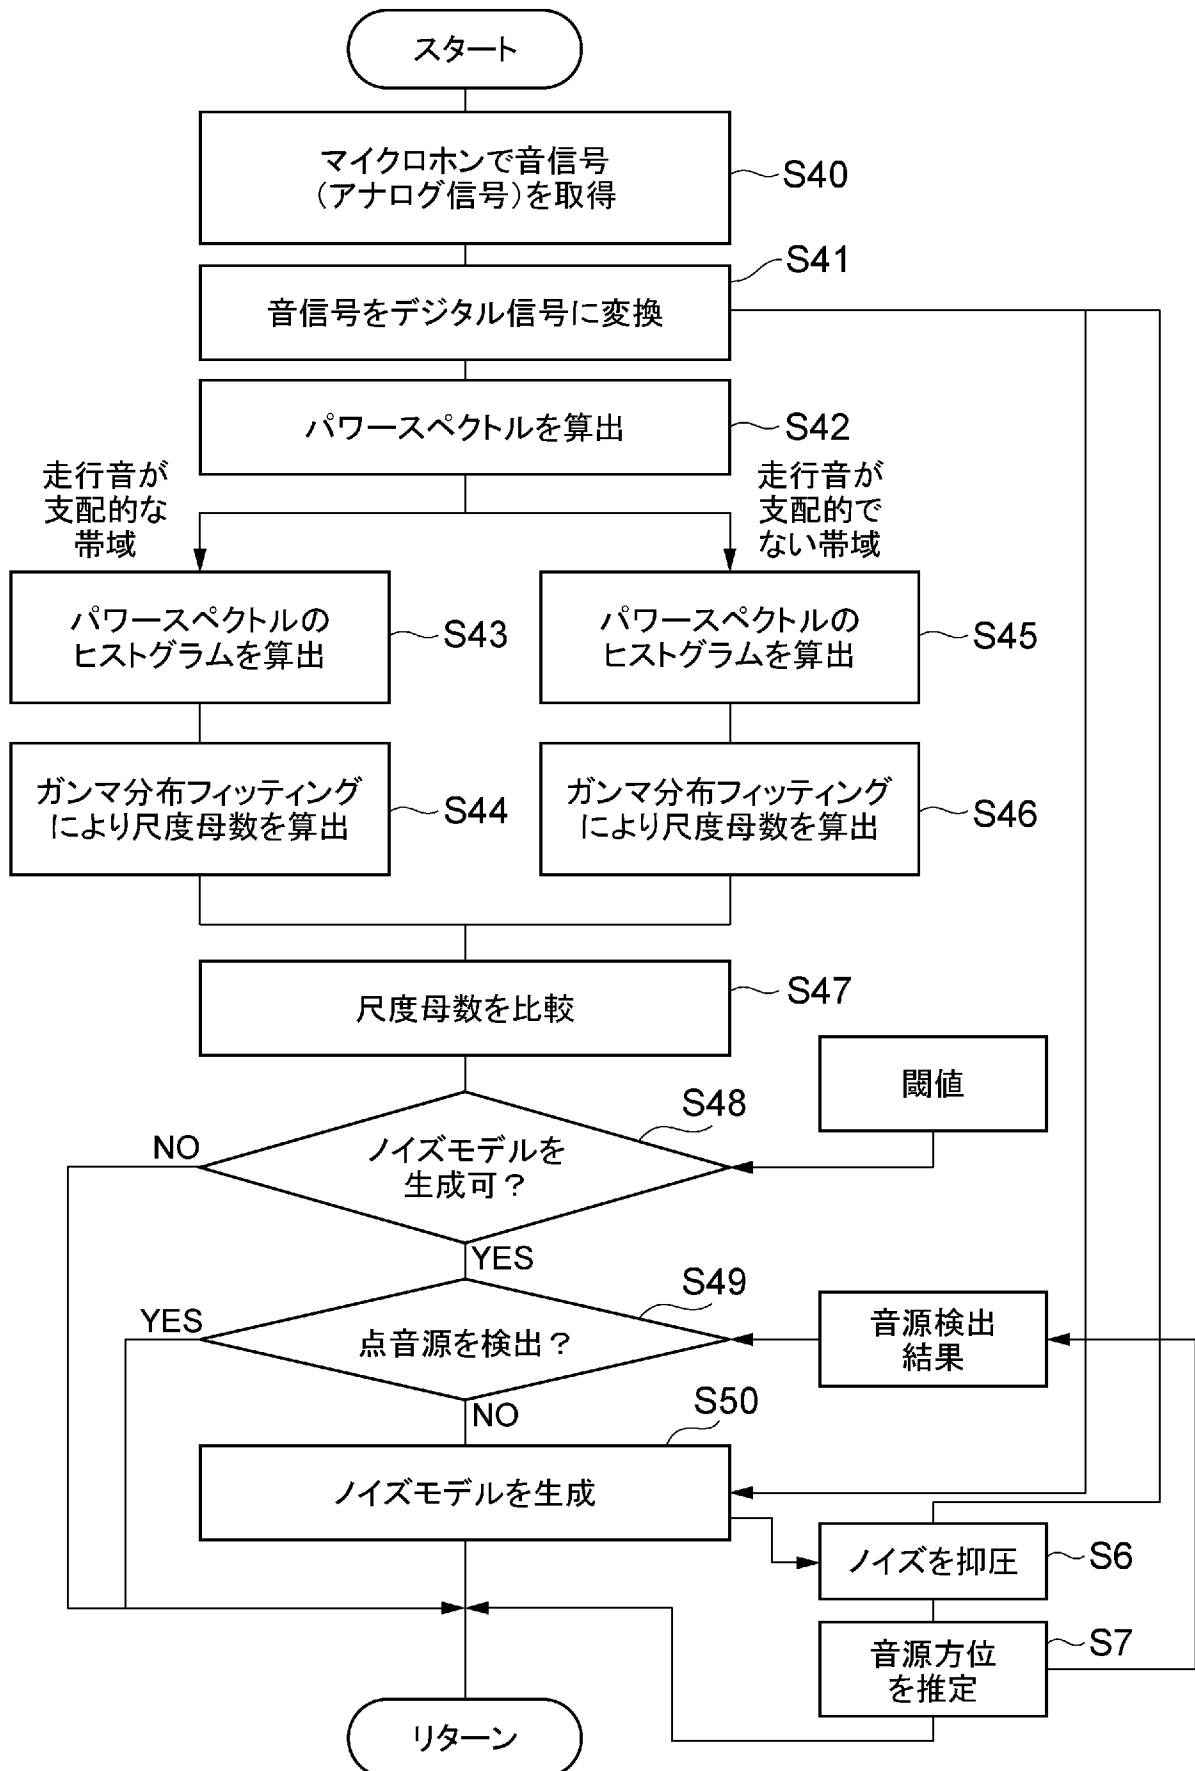 スタート
マイクロホンで音信号
(アナログ信号)を取得
S40
S41
音信号をデジタル信号に変換
パワースペクトルを算出
S42
走行音が
支配的な
帯域
走行音が
支配的で
ない帯域
パワースペクトルの
ヒストグラムを算出
S43
パワースペクトルの
ヒストグラムを算出
S45
ガンマ分布フィッティング
により尺度母数を算出
S44
ガンマ分布フィッティング
により尺度母数を算出
S46
尺度母数を比較
S47
閾値
S48
NO
ノイズモデルを
生成可?
YES
S49
YES
点音源を検出?
音源検出
結果
NO
S50
ノイズモデルを生成
ノイズを抑圧
S6
音源方位
を推定
S7
リターン